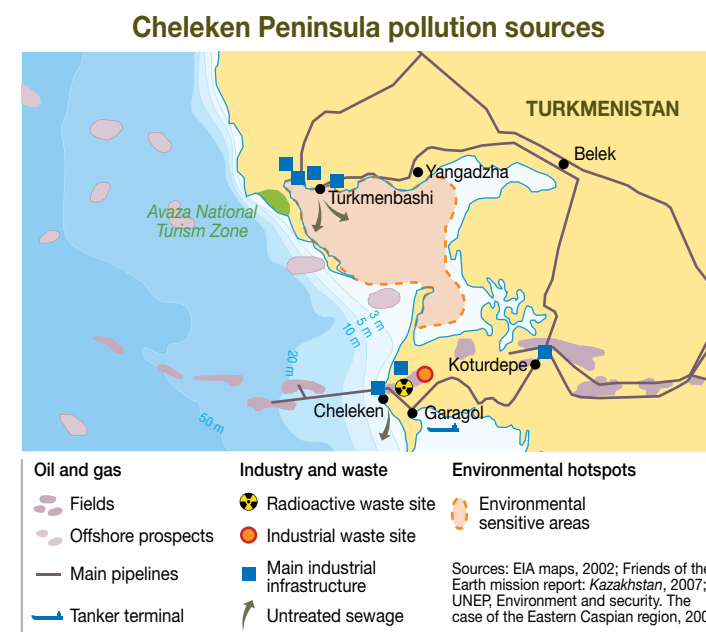 Cheleken Peninsula pollution sources
TURKMENISTAN
Belek
Yangadzha
Turkmenbashi
Avaza National
Turism Zone
3 m
5 m
10 m
20 m
50 m
Koturdepe
Cheleken
Garagol
Oil and gas
Fields
Offshore prospects
Main pipelines
Tanker terminal
Industry and waste
Radioactive waste site
Industrial waste site
Main industrial
infrastructure
Untreated sewage
Environmental hotspots
Environmental
sensitive areas
Sources: EIA maps, 2002; Friends of the
Earth mission report: Kazakhstan, 2007;
UNEP, Environment and security. The
case of the Eastern Caspian region,